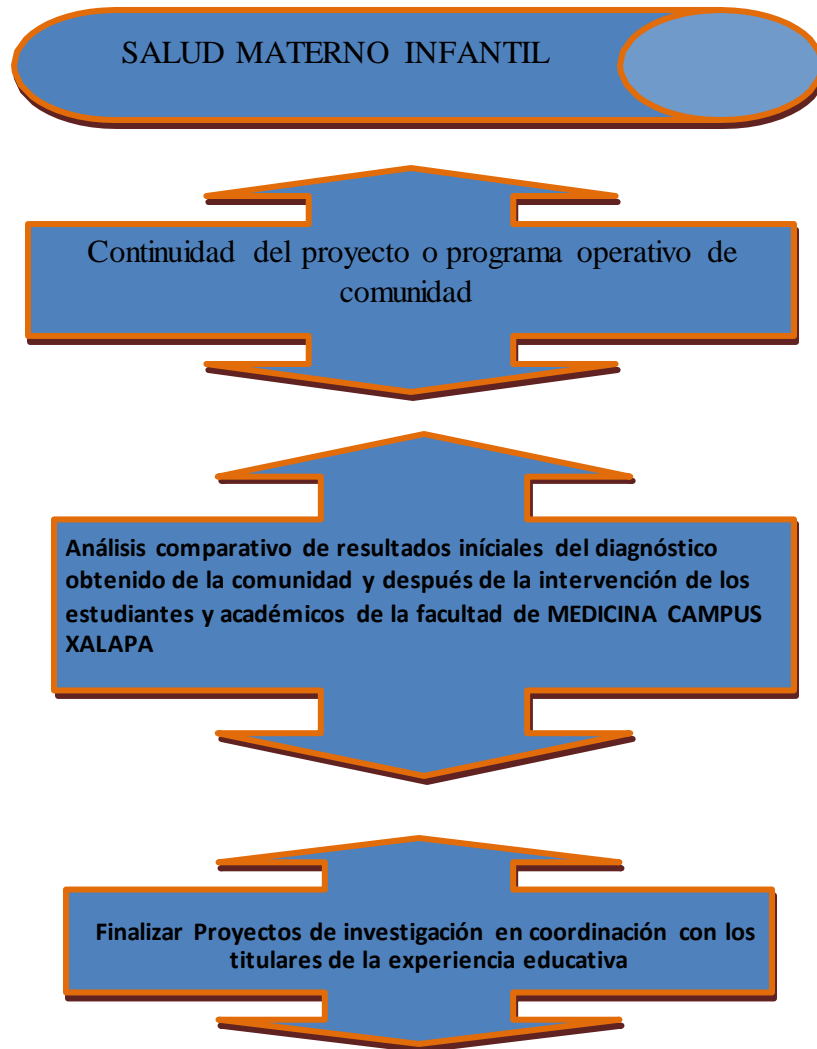 SALUD MATERNO INFANTIL
Continuidad del proyecto o programa operativo de
comunidad
Análisis comparativo de resultados iníciales del diagnóstico
obtenido de la comunidad y después de la intervención de los
estudiantes y académicos de la facultad de MEDICINA CAMPUS
XALAPA
Finalizar Proyectos de investigación en coordinación con los
titulares de la experiencia educativa